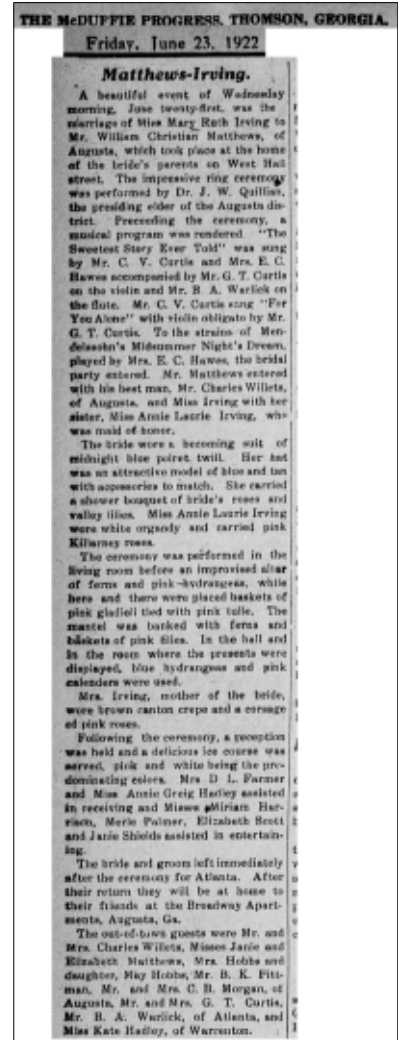 THE McDUFFIE PROGRESS, THOMSON, GEORGIA.
Friday, June 23, 1922
Matthews-Irving.
A beautiful event of Wednesday
morning, June twenty-first, was the
marriage of Miss Mary Ruth Irving to
Mr. William Christian Matthews, of
Augusta, which took place at the home
of the bride's parents on West Hall
street. The impressive ring ceremony
was performed by Dr. J. W. Quillian,
the presiding elder of the Augusta dis-
trict. Preceeding the ceremony, a
musical program was rendered. "The
Sweetest Story Ever Told" was sung
by Mr. C. V. Curtis and Mrs. E. C.
Hawes accompanied by Mr. G. T. Curtis
on the violin and Mr. B. A. Warlick on
the flute. Mr. C. V. Curtis sang "For
You Alone" with violin obligato by Mr.
G. T. Curtis. To the strains of Men-
delssohn's Midsummer Night's Dream,
played by Mrs. E. C. Hawes, the bridal
party entered. Mr. Matthews entered
with his best man, Mr. Charles Willets,
of Augusta, and Miss Irving with her
sister, Miss Annie Laurie Irving, who
was maid of honor.
The bride wore a becoming suit of
midnight blue poiret twill. Her hat
was an attractive model of blue and tan
with accessories to match. She carried
a shower bouquet of bride's roses and
valley lilies. Miss Annie Laurie Irving
wore white organdy and carried pink
Killarney roses.
The ceremony was performed in the
living room before an improvised altar
of ferns and pink hydrangeas, while
here and there were placed baskets of
pink gladioli tied with pink tulle. The
mantel was banked with ferns and
baskets of pink lilies. In the hall and
in the room where the presents were
displayed, blue hydrangeas and pink
calenders were used.
Mrs. Irving, mother of the bride,
wore brown canton crepe and a corsage
of pink roses.
Following the ceremony, a reception
was held and a delicious ice course was
served, pink and white being the pre-
dominating colors. Mrs D L. Farmer
and Miss Annie Greig Hadley assisted
in receiving and Misses Miriam Har-
rison, Merle Palmer, Elizabeth Scott
and Janie Shields assisted in entertain-
ing.
The bride and groom left immediately
after the ceremony for Atlanta. After
their return they will be at home to
their friends at the Broadway Apart-
ments, Augusta, Ga.
The out-of-town guests were Mr. and
Mrs. Charles Willets, Misses Janie and
Elizabeth Matthews, Mrs. Hobbs and
daughter, May Hobbs, Mr. B. K. Pitt-
man, Mr. and Mrs. C. B. Morgan, of
Augusta, Mr. and Mrs. G. T. Curtis,
Mr. B. A. Warlick, of Atlanta, and
Miss Kate Hadley, of Warrenton.